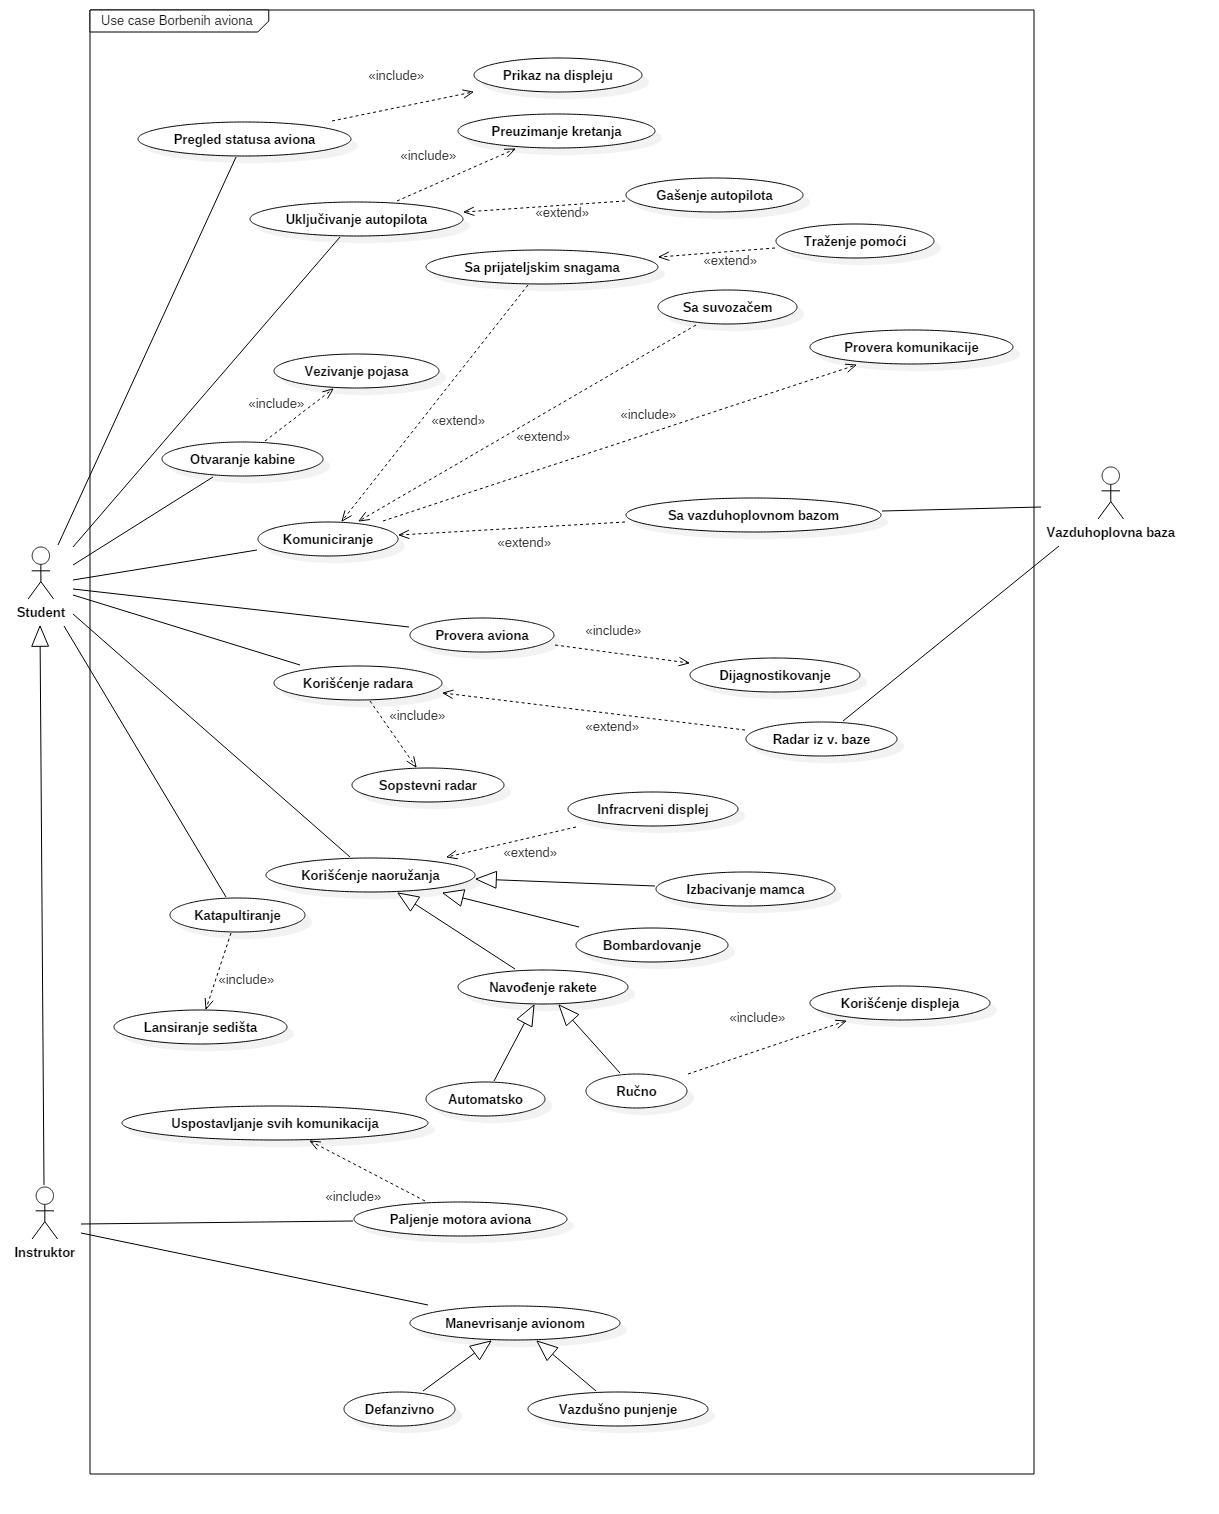 Use case Borbenih aviona
«include»
Prikaz na displeju
Pregled statusa aviona
Preuzimanje kretanja
«include»
Gašenje autopilota
Uključivanje autopilota
«extend»
Traženje pomoći
Sa prijateljskim snagama
«extend»
Sa suvozačem
Provera komunikacije
Vezivanje pojasa
«include»
«include»
«extend»
«extend»
Otvaranje kabine
Sa vazduhoplovnom bazom
Vazduhoplovna baza
Komuniciranje
«extend»
Student
Provera aviona
«include»
Dijagnostikovanje
Korišćenje radara
«include»
«extend»
Radar iz v. baze
Sopstevni radar
Infracrveni displej
«extend»
Korišćenje naoružanja
Izbacivanje mamca
Katapultiranje
Bombardovanje
«include»
Navođenje rakete
Korišćenje displeja
«include»
Lansiranje sedišta
Ručno
Automatsko
Uspostavljanje svih komunikacija
«include»
Paljenje motora aviona
Instruktor
Manevrisanje avionom
Defanzivno
Vazdušno punjenje